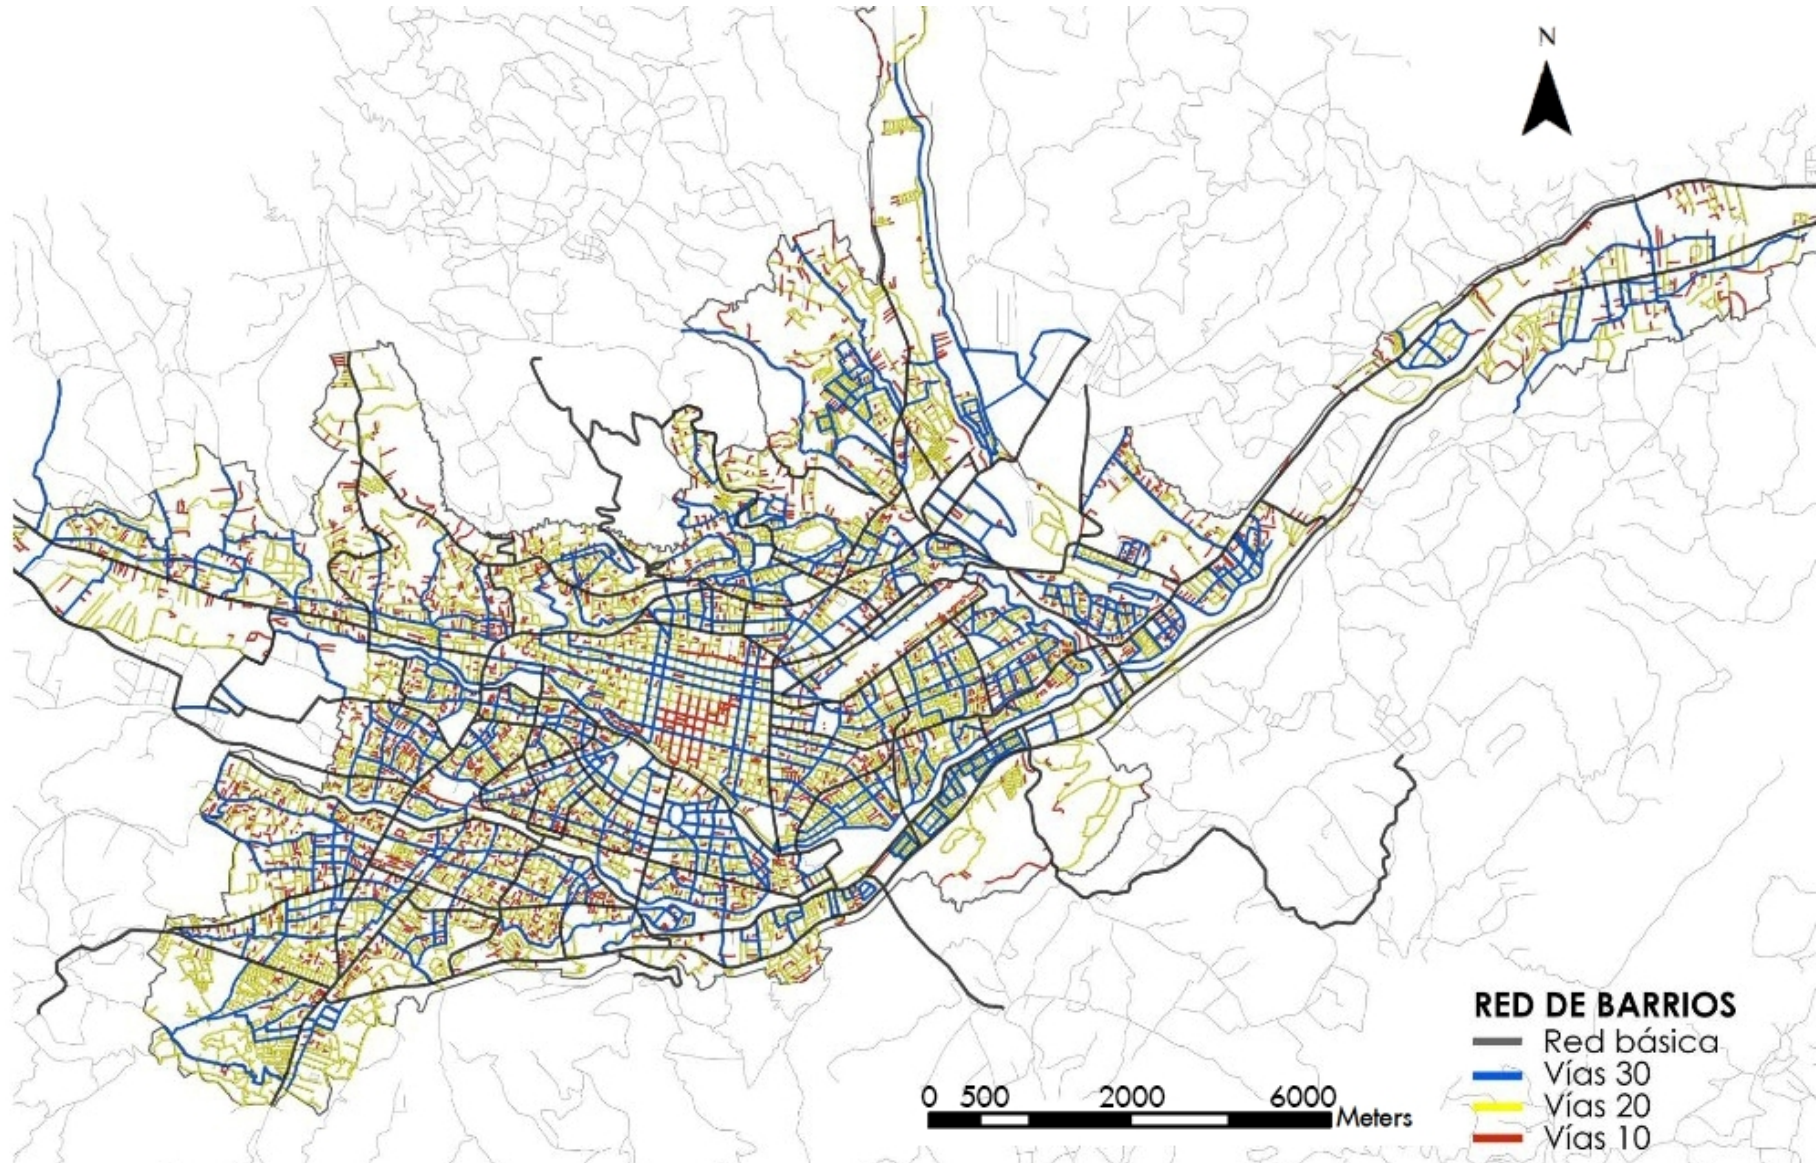 N
RED DE BARRIOS
Red básica
Vías 30
Vías 20
Vías 10
0 500 2000 6000
Meters